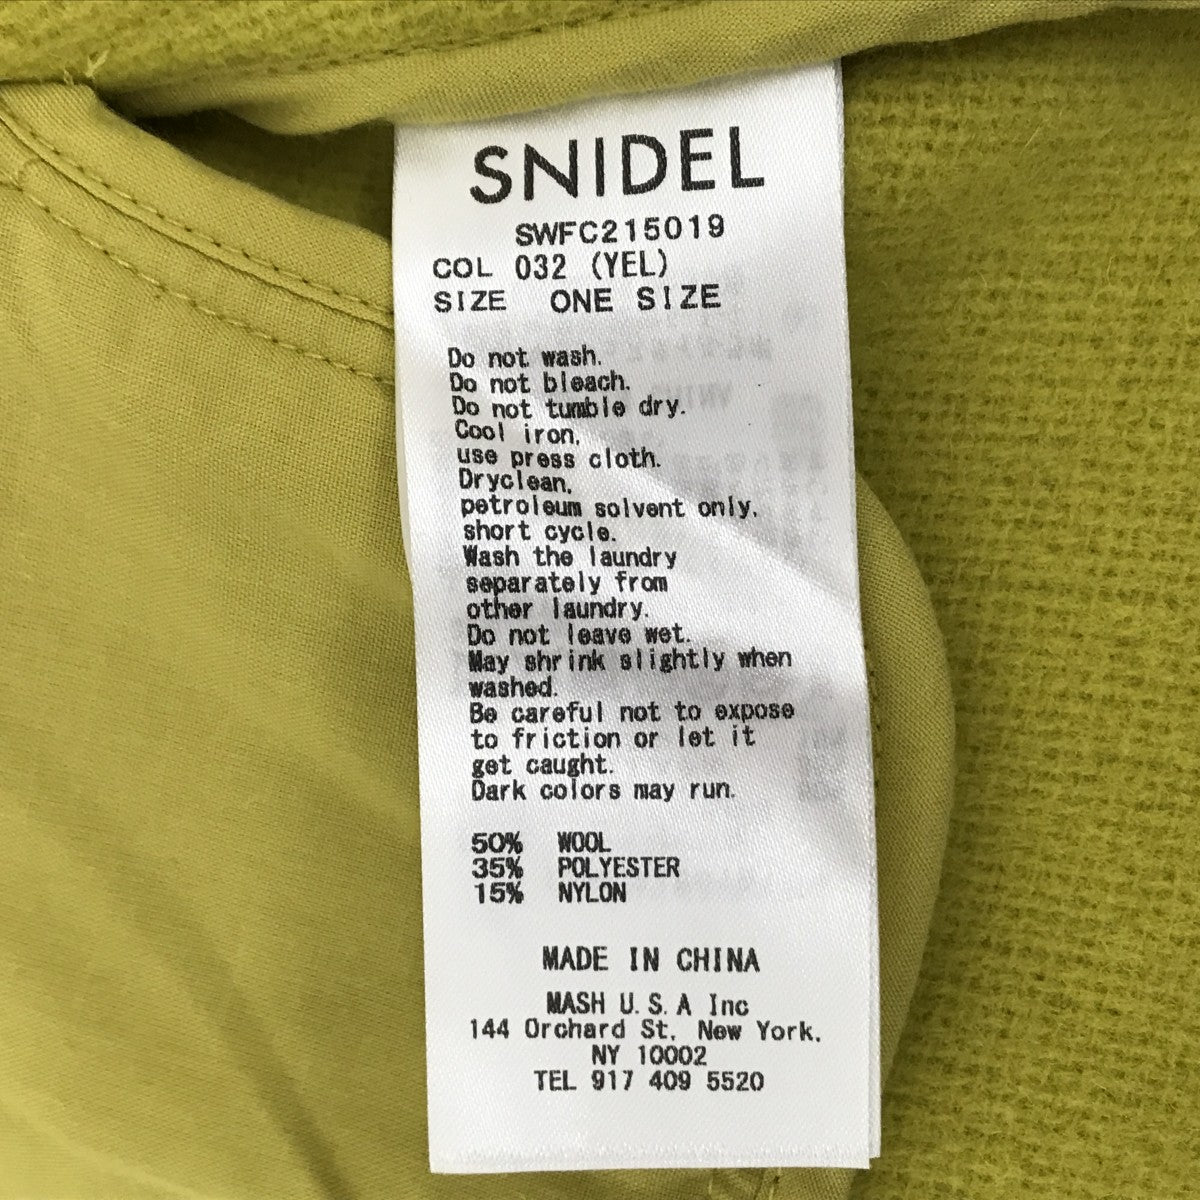 SNIDEL
SWFC215019
COL 032 (YEL)
SIZE ONE SIZE
Do not wash.
Do not bleach.
Do not tumble dry.
Cool iron,
use press cloth.
Dryclean,
petroleum solvent only,
short cycle.
Wash the laundry
separately from
other laundry.
Do not leave wet.
May shrink slightly when
washed.
Be careful not to expose
to friction or let it
get caught.
Dark colors may run.
50% WOOL
35% POLYESTER
15% NYLON
MADE IN CHINA
MASH U.S.A Inc
144 Orchard St, New York,
NY 10002
TEL 917 409 5520